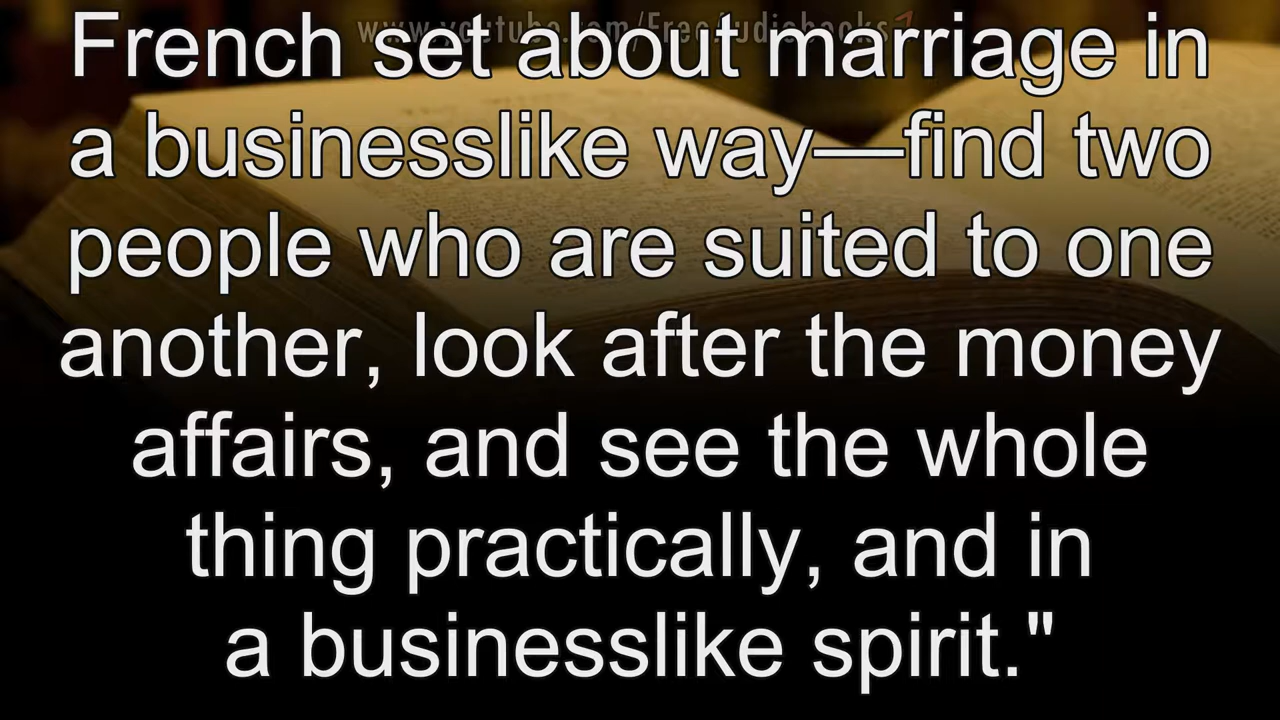 www.youtube.com/FreeAudiobooks
French set about marriage in
a businesslike way—find two
people who are suited to one
another, look after the money
affairs, and see the whole
thing practically, and in
a businesslike spirit."